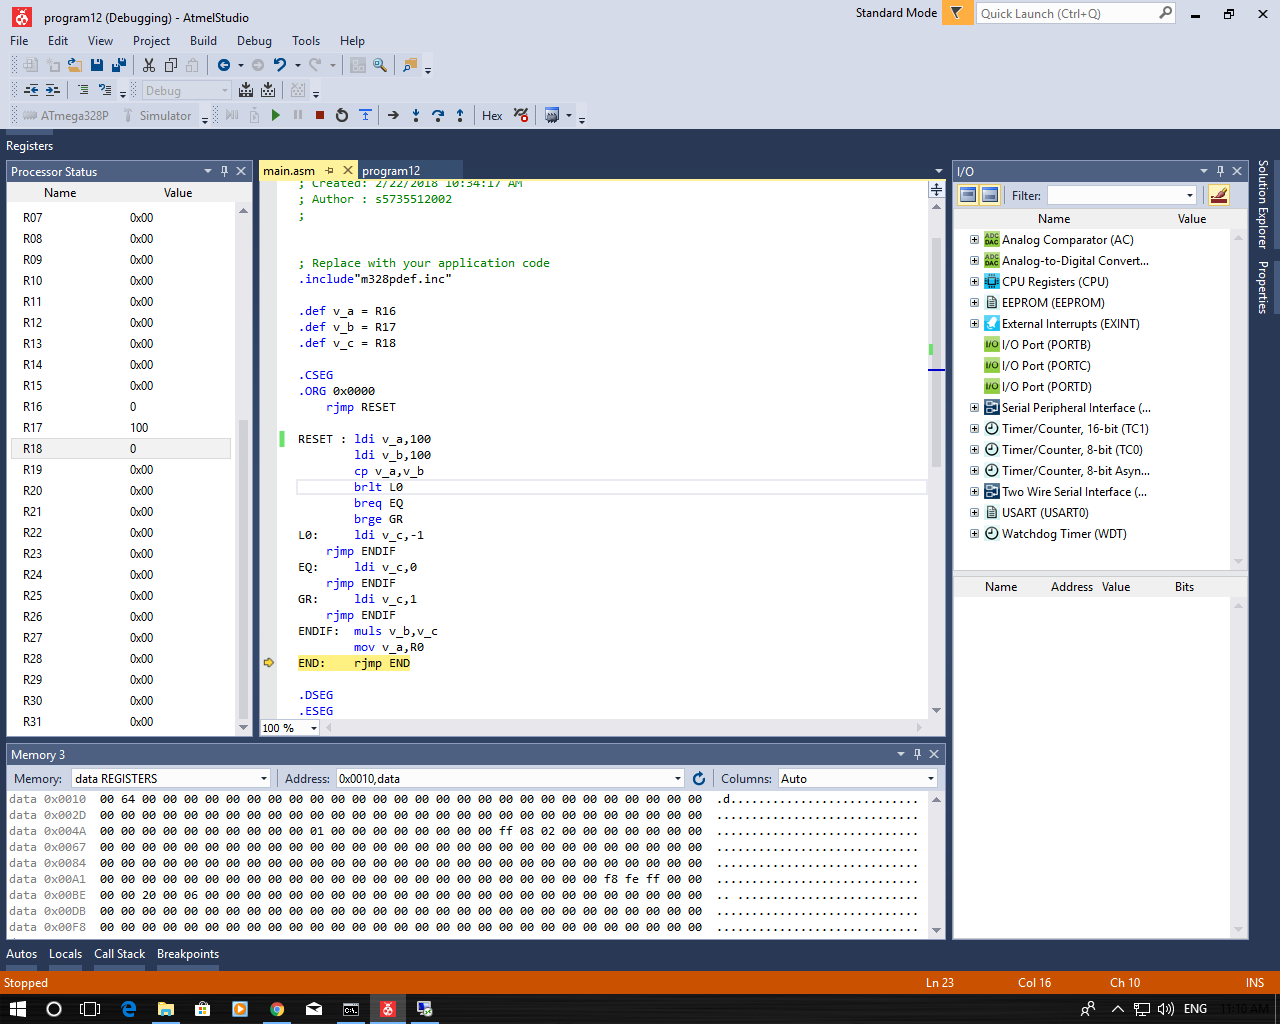 program12 (Debugging) - AtmelStudio
Standard Mode
Quick Launch (Ctrl+Q)
File Edit View Project Build Debug Tools Help
Debug
ATmega328P Simulator Hex
Registers
Processor Status
Name Value
R07 0x00
R08 0x00
R09 0x00
R10 0x00
R11 0x00
R12 0x00
R13 0x00
R14 0x00
R15 0x00
R16 0
R17 100
R18 0
R19 0x00
R20 0x00
R21 0x00
R22 0x00
R23 0x00
R24 0x00
R25 0x00
R26 0x00
R27 0x00
R28 0x00
R29 0x00
R30 0x00
R31 0x00
main.asm program12
; Created: 2/22/2018 10:34:17 AM
; Author : s5735512002
;
; Replace with your application code
.include"m328pdef.inc"
.def v_a = R16
.def v_b = R17
.def v_c = R18
.CSEG
.ORG 0x0000
rjmp RESET
RESET : ldi v_a,100
ldi v_b,100
cp v_a,v_b
brlt L0
breq EQ
brge GR
L0: ldi v_c,-1
rjmp ENDIF
EQ: ldi v_c,0
rjmp ENDIF
GR: ldi v_c,1
rjmp ENDIF
ENDIF: muls v_b,v_c
mov v_a,R0
END: rjmp END
.DSEG
.ESEG
100 %
I/O
Filter:
Name Value
Analog Comparator (AC)
Analog-to-Digital Convert...
CPU Registers (CPU)
EEPROM (EEPROM)
External Interrupts (EXINT)
I/O I/O Port (PORTB)
I/O I/O Port (PORTC)
I/O I/O Port (PORTD)
Serial Peripheral Interface (...
Timer/Counter, 16-bit (TC1)
Timer/Counter, 8-bit (TC0)
Timer/Counter, 8-bit Asyn...
Two Wire Serial Interface (...
USART (USART0)
Watchdog Timer (WDT)
Name Address Value Bits
Solution Explorer
Properties
Memory 3
Memory: data REGISTERS Address: 0x0010,data Columns: Auto
data 0x0010 00 64 00 00 00 00 00 00 00 00 00 00 00 00 00 00 00 00 00 00 00 00 00 00 00 00 00 00 00 .d...........................
data 0x002D 00 00 00 00 00 00 00 00 00 00 00 00 00 00 00 00 00 00 00 00 00 00 00 00 00 00 00 00 00 .............................
data 0x004A 00 00 00 00 00 00 00 00 00 00 01 00 00 00 00 00 00 00 00 ff 08 02 00 00 00 00 00 00 00 .............................
data 0x0067 00 00 00 00 00 00 00 00 00 00 00 00 00 00 00 00 00 00 00 00 00 00 00 00 00 00 00 00 00 .............................
data 0x0084 00 00 00 00 00 00 00 00 00 00 00 00 00 00 00 00 00 00 00 00 00 00 00 00 00 00 00 00 00 .............................
data 0x00A1 00 00 00 00 00 00 00 00 00 00 00 00 00 00 00 00 00 00 00 00 00 00 00 00 f8 fe ff 00 00 .............................
data 0x00BE 00 00 20 00 06 00 00 00 00 00 00 00 00 00 00 00 00 00 00 00 00 00 00 00 00 00 00 00 00 .. ..........................
data 0x00DB 00 00 00 00 00 00 00 00 00 00 00 00 00 00 00 00 00 00 00 00 00 00 00 00 00 00 00 00 00 .............................
data 0x00F8 00 00 00 00 00 00 00 00 00 00 00 00 00 00 00 00 00 00 00 00 00 00 00 00 00 00 00 00 00 .............................
Autos Locals Call Stack Breakpoints
Stopped Ln 23 Col 16 Ch 10 INS
ENG 11:10 AM